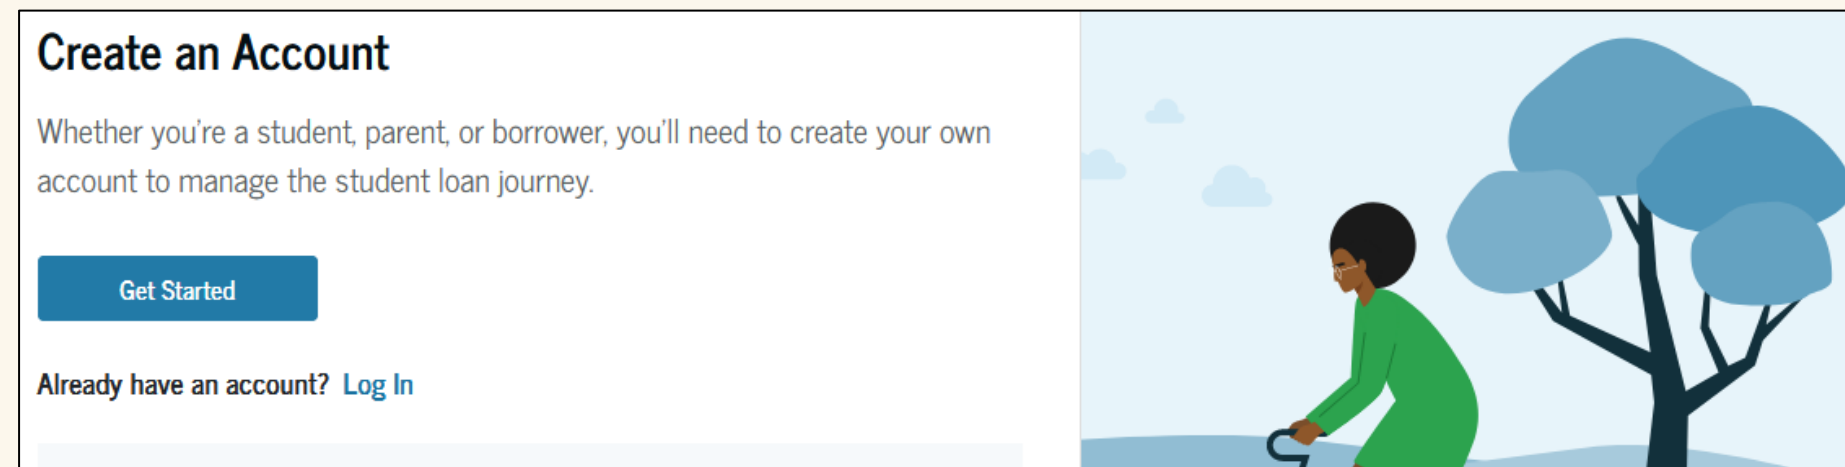 Create an Account
Whether you're a student, parent, or borrower, you'll need to create your own
account to manage the student loan journey.
Get Started
Already have an account? Log In